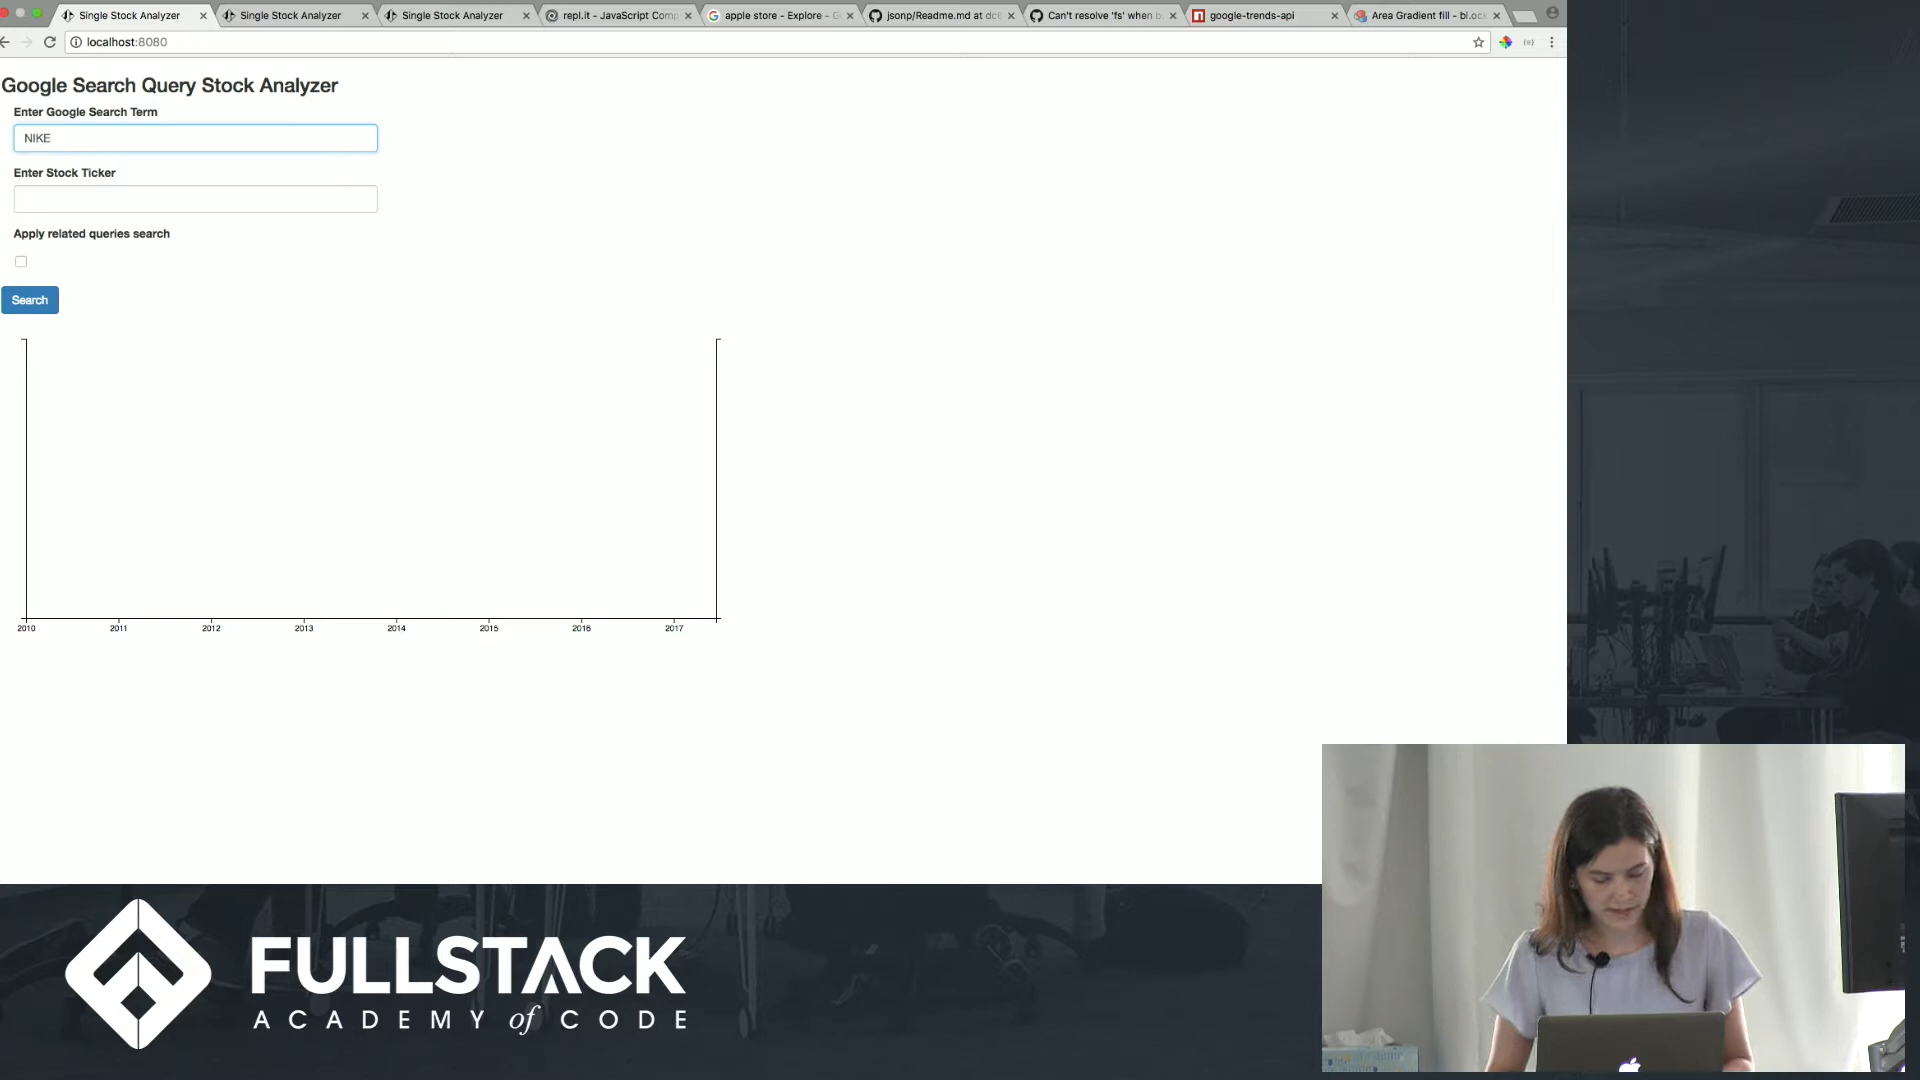 Single Stock Analyzer
Single Stock Analyzer
Single Stock Analyzer
repl.it - JavaScript Comp
apple store - Explore - G
jsonp/Readme.md at dc6
Can't resolve 'fs' when b
google-trends-api
Area Gradient fill - bl.ock
localhost:8080
Google Search Query Stock Analyzer
Enter Google Search Term
NIKE
Enter Stock Ticker
Apply related queries search
Search
2010 2011 2012 2013 2014 2015 2016 2017
FULLSTACK
ACADEMY of CODE